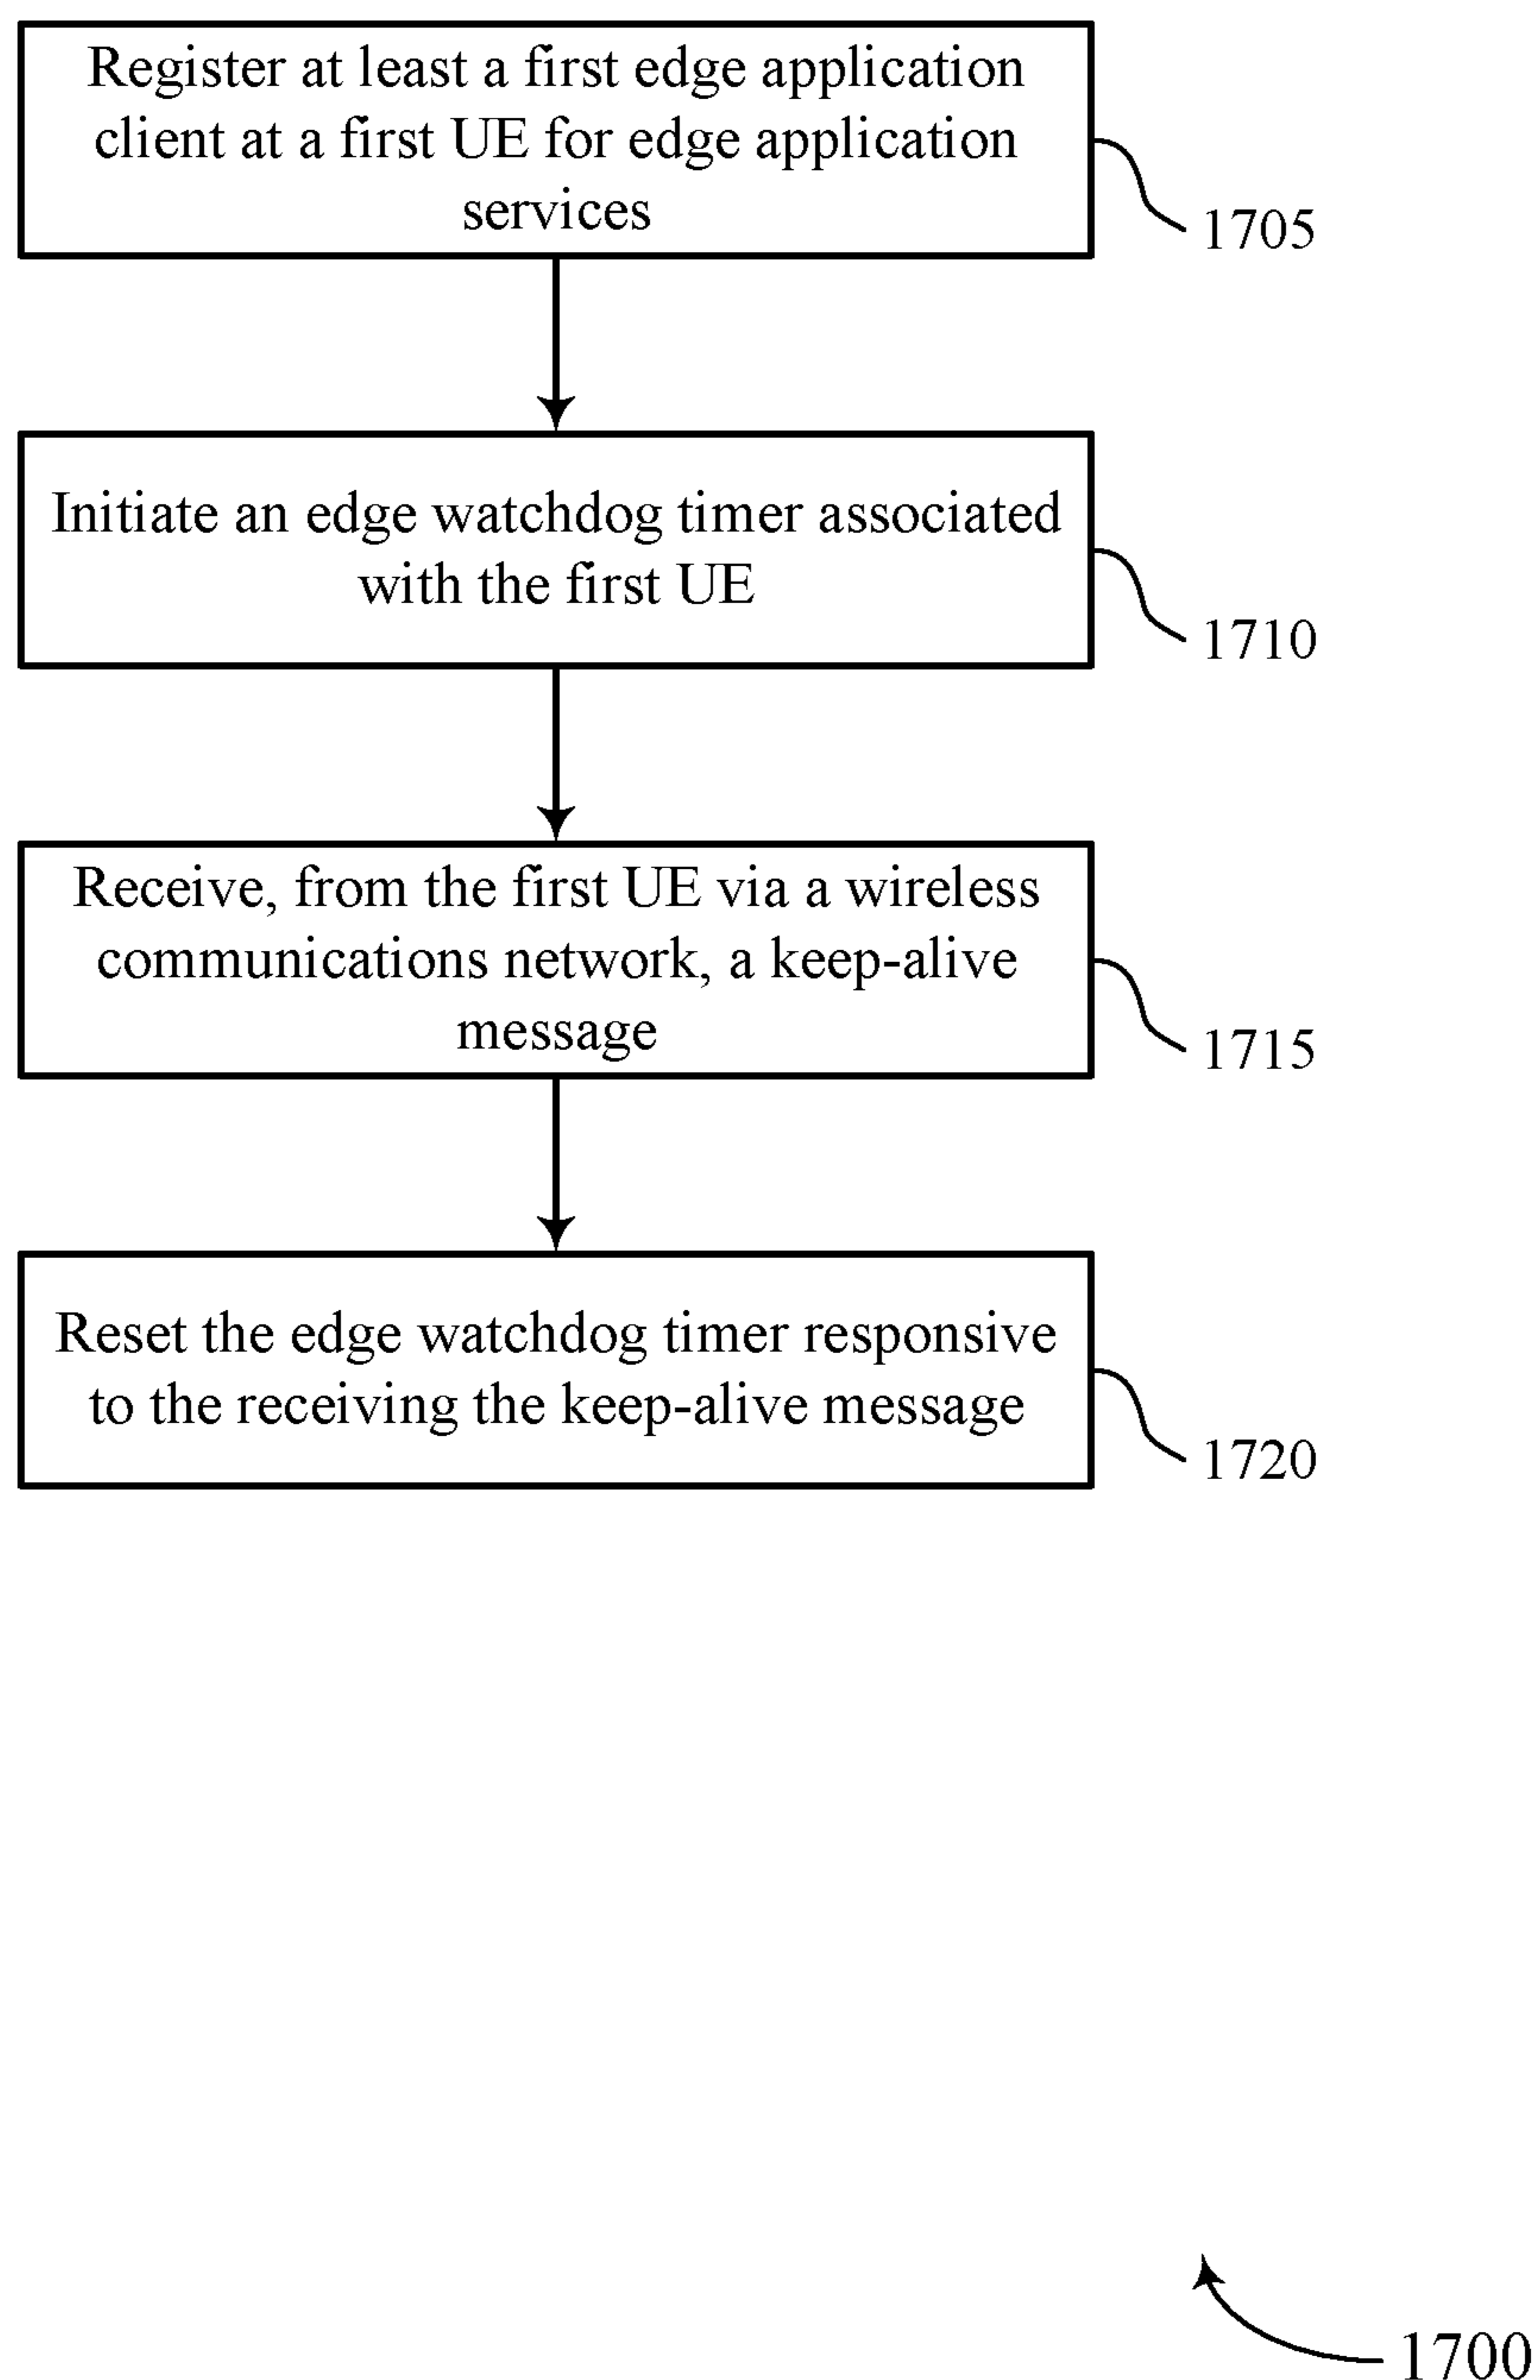 Register at least a first edge application
client at a first UE for edge application
services
1705
Initiate an edge watchdog timer associated
with the first UE
1710
Receive, from the first UE via a wireless
communications network, a keep-alive
message
1715
Reset the edge watchdog timer responsive
to the receiving the keep-alive message
1720
1700